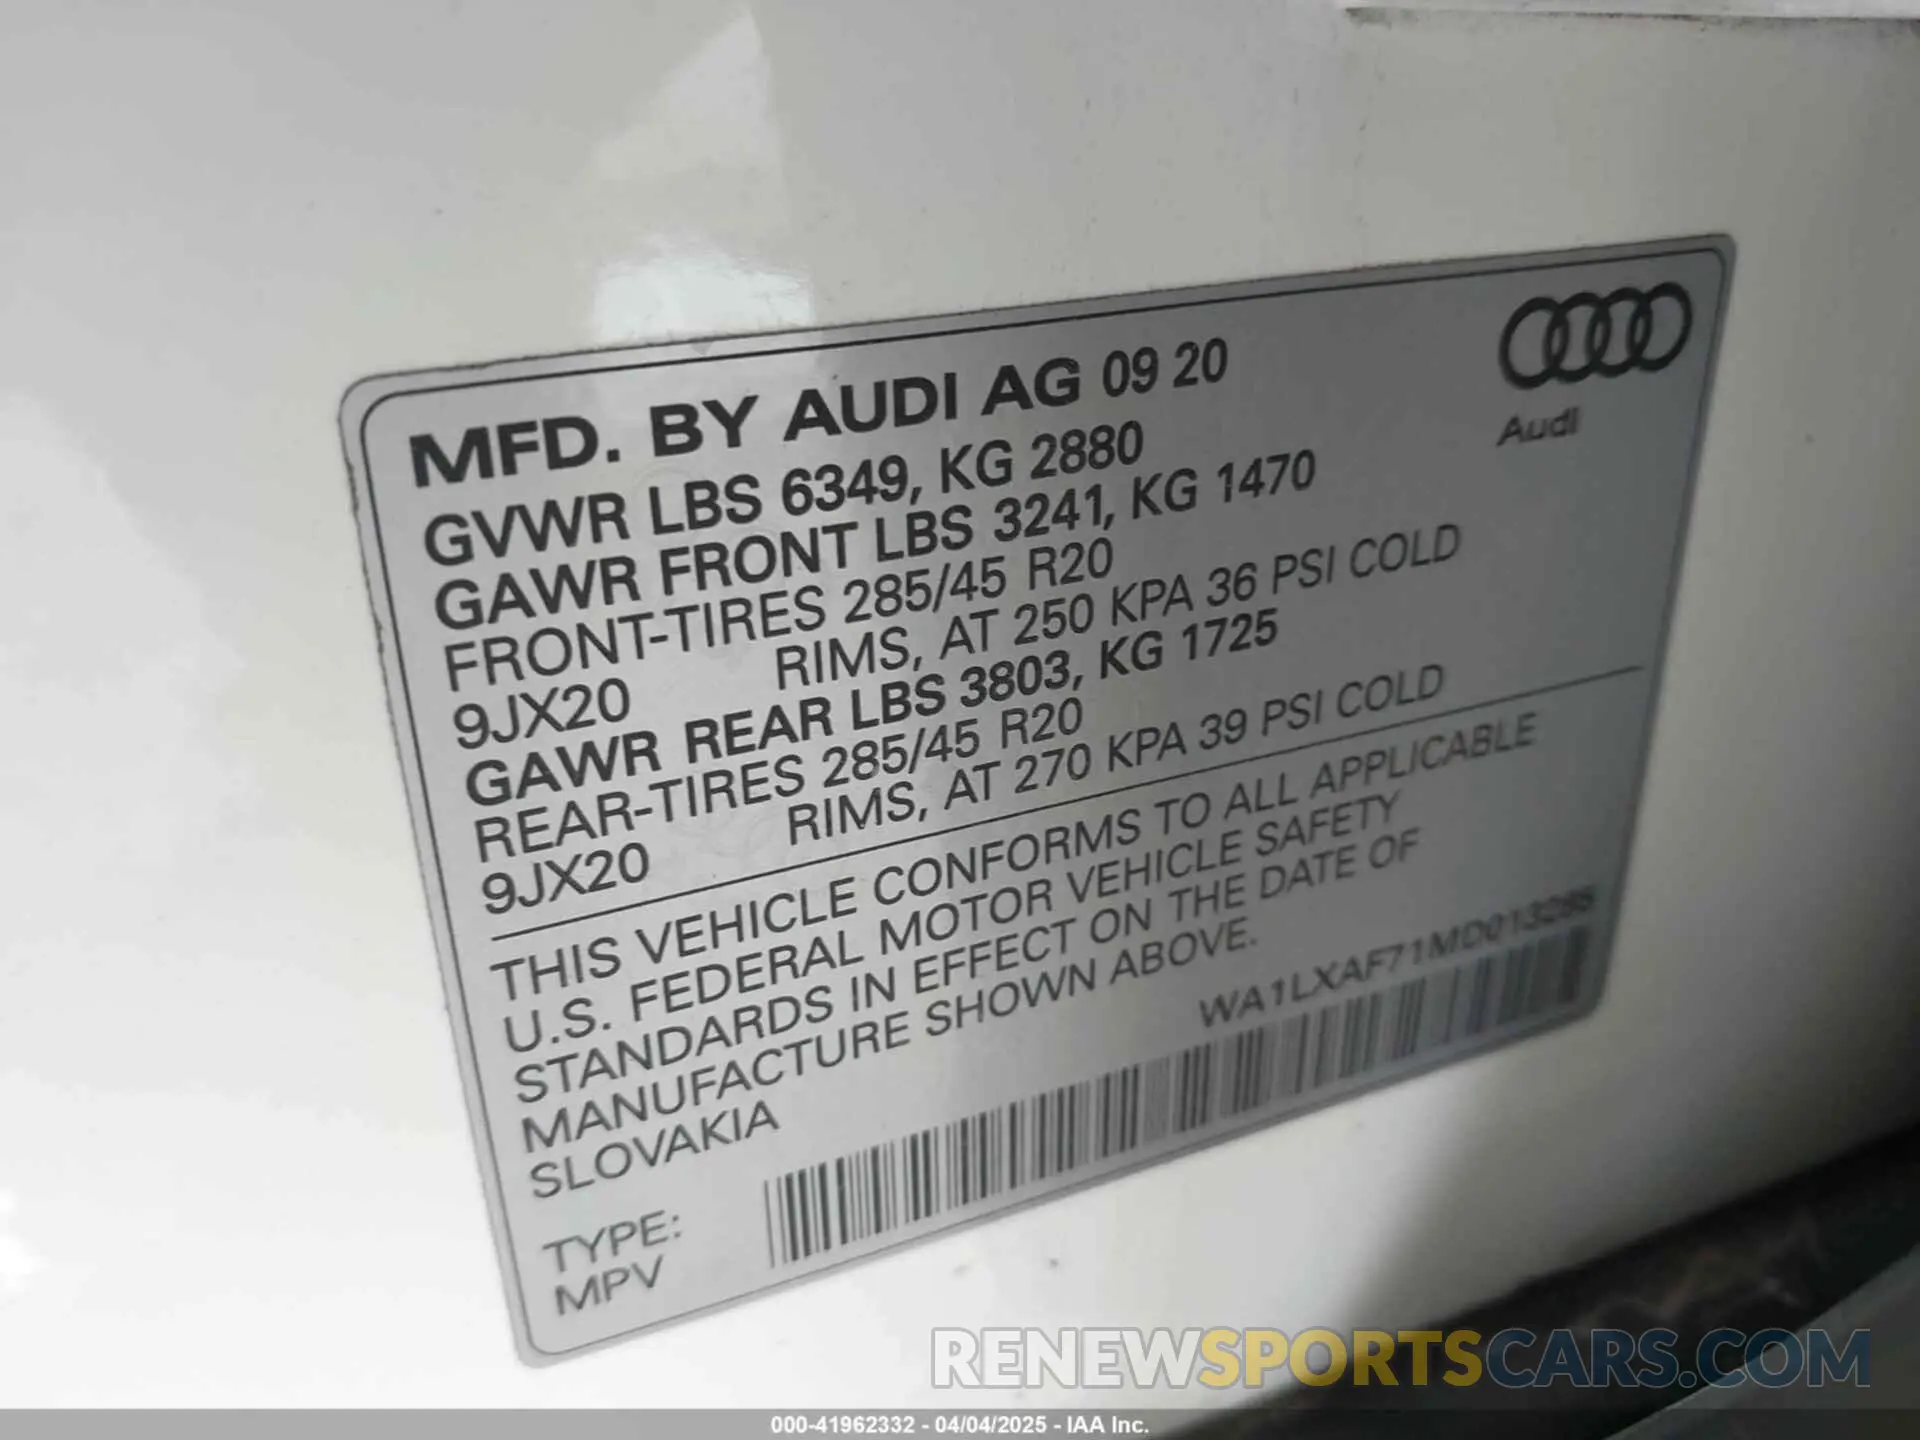 MFD. BY AUDI AG 09 20
Audi
GVWR LBS 6349, KG 2880
GAWR FRONT LBS 3241, KG 1470
FRONT-TIRES 285/45 R20
9JX20 RIMS, AT 250 KPA 36 PSI COLD
GAWR REAR LBS 3803, KG 1725
REAR-TIRES 285/45 R20
9JX20 RIMS, AT 270 KPA 39 PSI COLD
THIS VEHICLE CONFORMS TO ALL APPLICABLE
U.S. FEDERAL MOTOR VEHICLE SAFETY
STANDARDS IN EFFECT ON THE DATE OF
MANUFACTURE SHOWN ABOVE.
SLOVAKIA
TYPE:
MPV
RENEWSPORTSCARS.COM
000-41962332 - 04/04/2025 - IAA Inc.